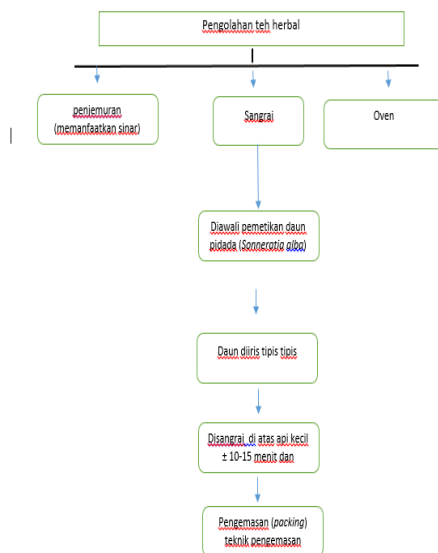 Pengolahan teh herbal
penjemuran
(memanfaatkan sinar)
Sangrai
Oven
Diawali pemetikan daun
pidada (Sonneratia alba)
Daun diiris tipis tipis
Disangrai di atas api kecil
± 10-15 menit dan
Pengemasan (packing)
teknik pengemasan